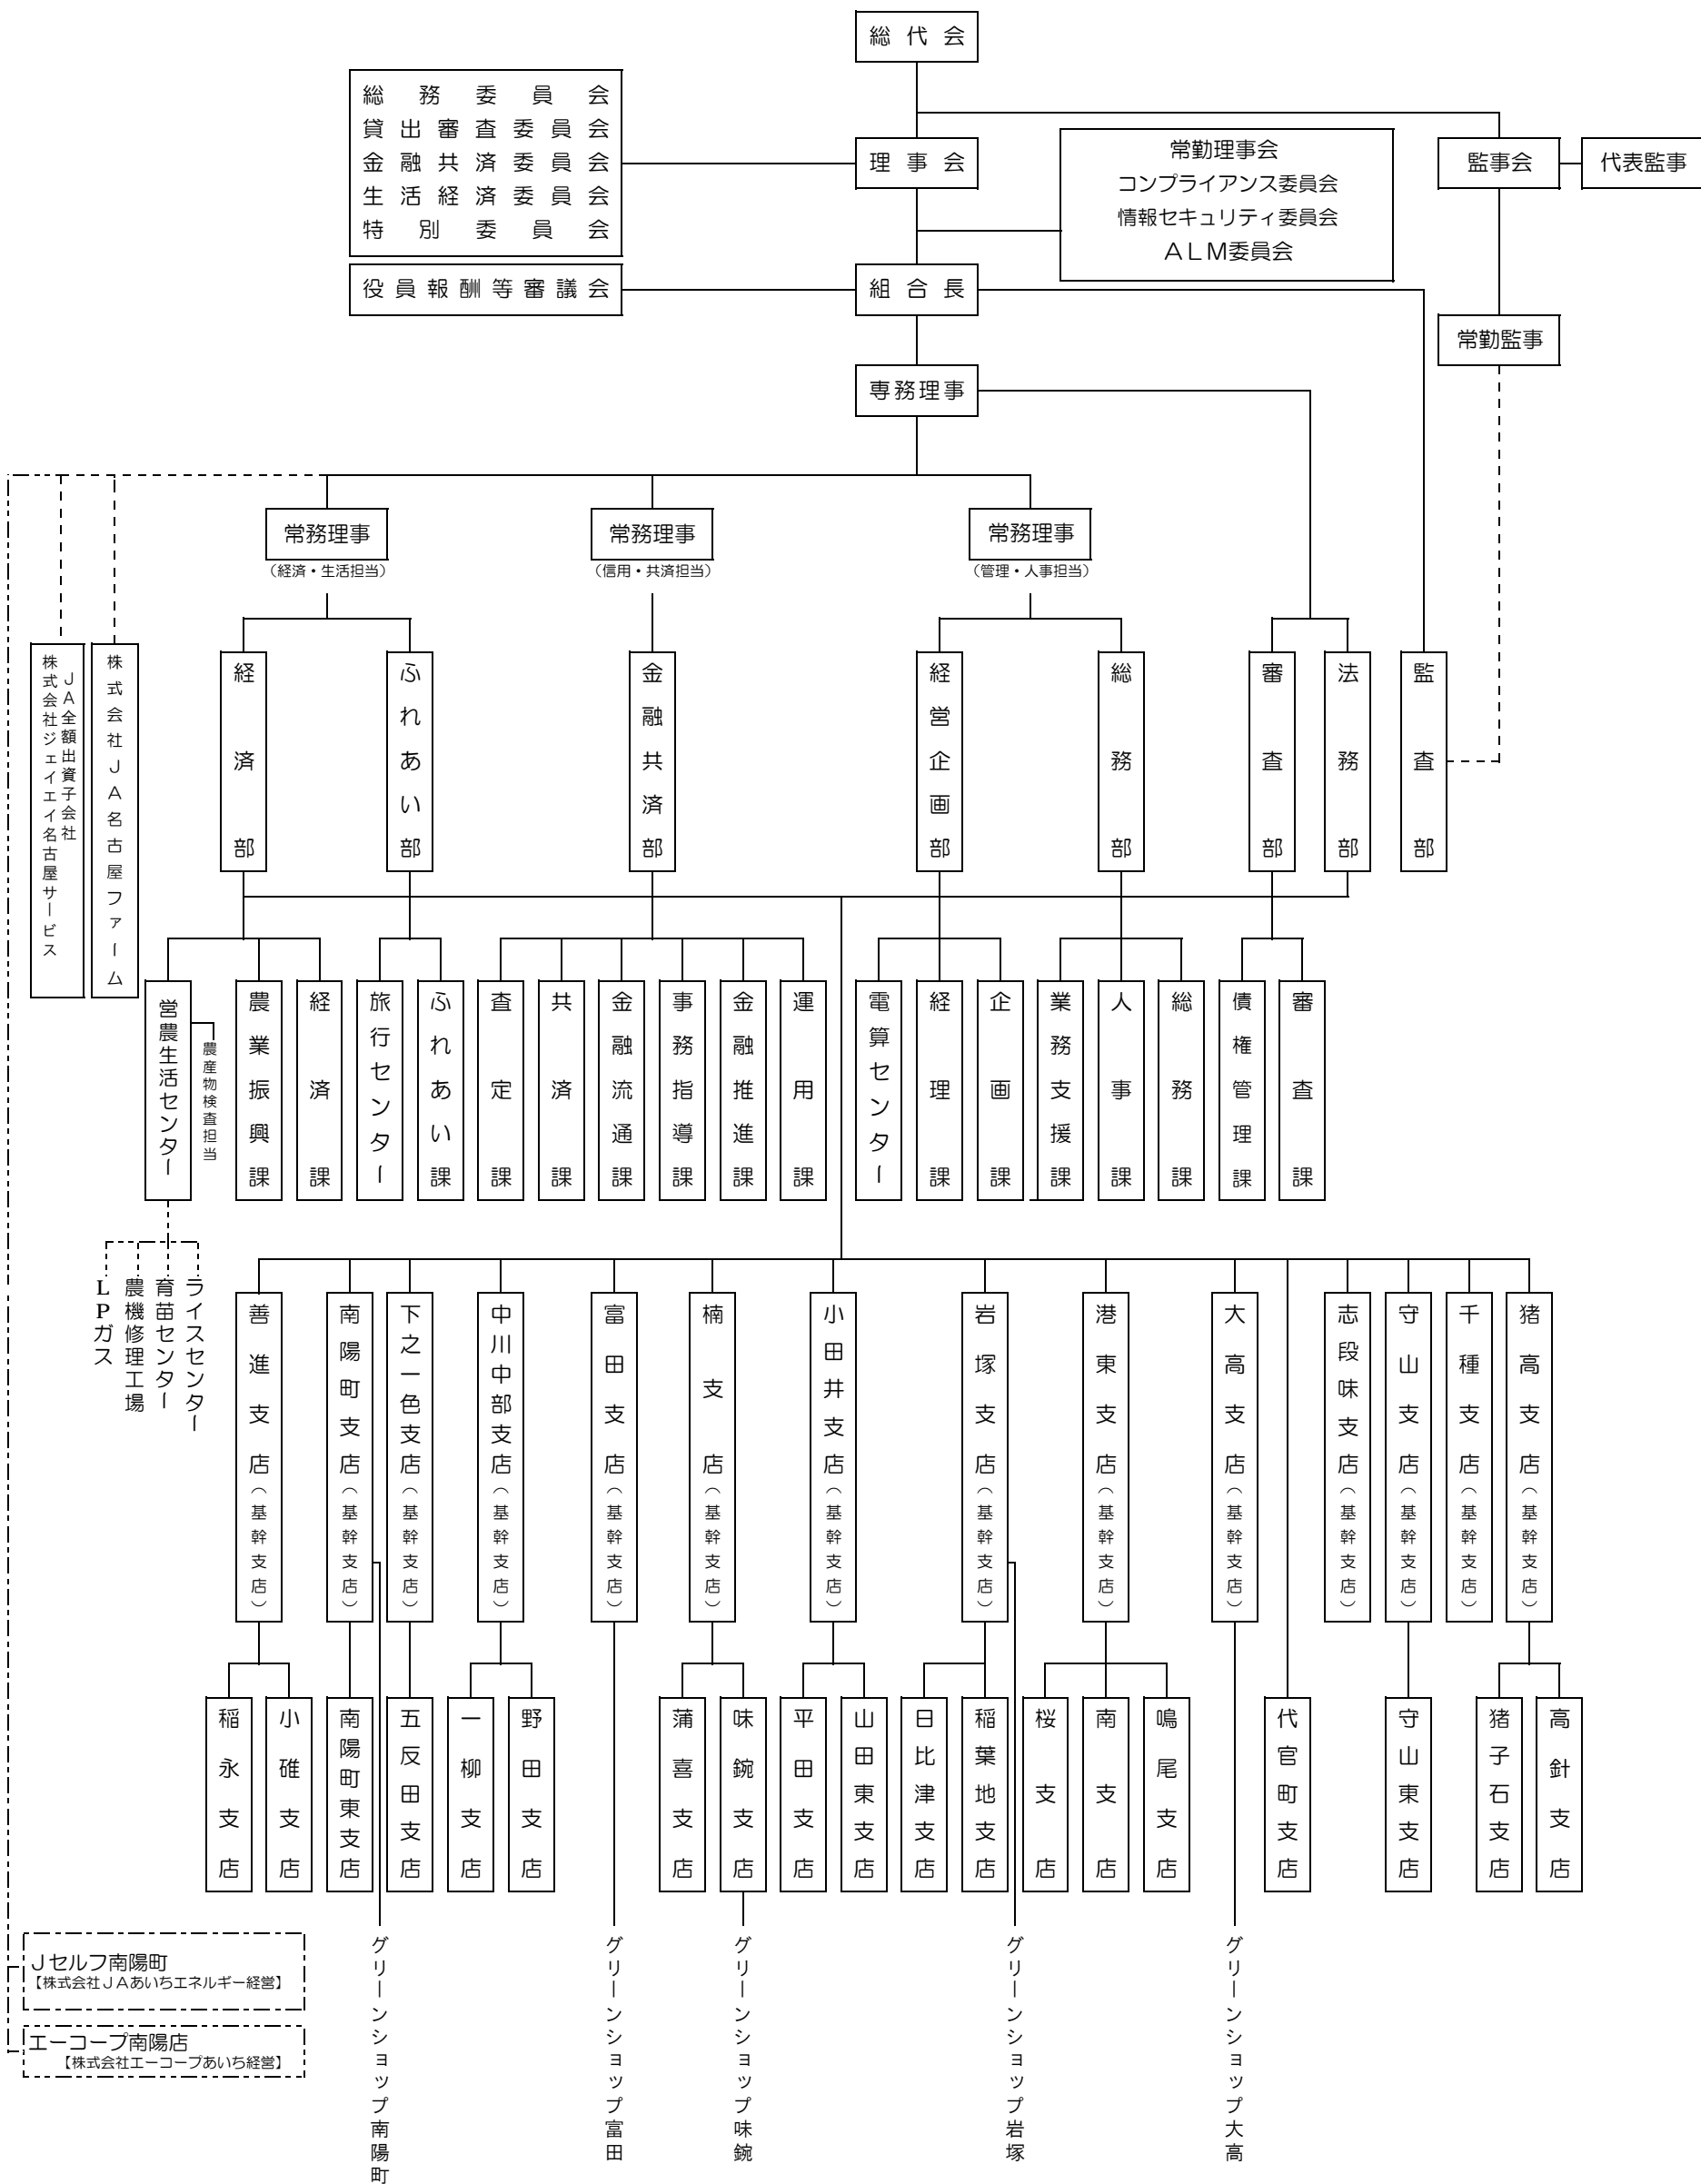 総代会
総務委員会
貸出審査委員会
金融共済委員会
生活経済委員会
特別委員会
理事会
常勤理事会
コンプライアンス委員会
情報セキュリティ委員会
ＡＬＭ委員会
監事会
代表監事
役員報酬等審議会
組合長
常勤監事
専務理事
常務理事
（経済・生活担当）
常務理事
（信用・共済担当）
常務理事
（管理・人事担当）
ＪＡ全額出資子会社
株式会社ジェイエイ名古屋サービス
株式会社ＪＡ名古屋ファーム
経済部
ふれあい部
金融共済部
経営企画部
総務部
審査部
法務部
監査部
営農生活センター
農産物検査担当
農業振興課
経済課
旅行センター
ふれあい課
査定課
共済課
金融流通課
事務指導課
金融推進課
運用課
電算センター
経理課
企画課
業務支援課
人事課
総務課
債権管理課
審査課
ＬＰガス
農機修理工場
育苗センター
ライスセンター
善進支店（基幹支店）
南陽町支店（基幹支店）
下之一色支店（基幹支店）
中川中部支店（基幹支店）
富田支店（基幹支店）
楠支店（基幹支店）
小田井支店（基幹支店）
岩塚支店（基幹支店）
港東支店（基幹支店）
大高支店（基幹支店）
志段味支店（基幹支店）
守山支店（基幹支店）
千種支店（基幹支店）
猪高支店（基幹支店）
稲永支店
小碓支店
南陽町東支店
五反田支店
一柳支店
野田支店
蒲喜支店
味鋺支店
平田支店
山田東支店
日比津支店
稲葉地支店
桜支店
南支店
鳴尾支店
代官町支店
守山東支店
猪子石支店
高針支店
Ｊセルフ南陽町
【株式会社ＪＡあいちエネルギー経営】
エーコープ南陽店
【株式会社エーコープあいち経営】
グリーンショップ南陽町
グリーンショップ富田
グリーンショップ味鋺
グリーンショップ岩塚
グリーンショップ大高